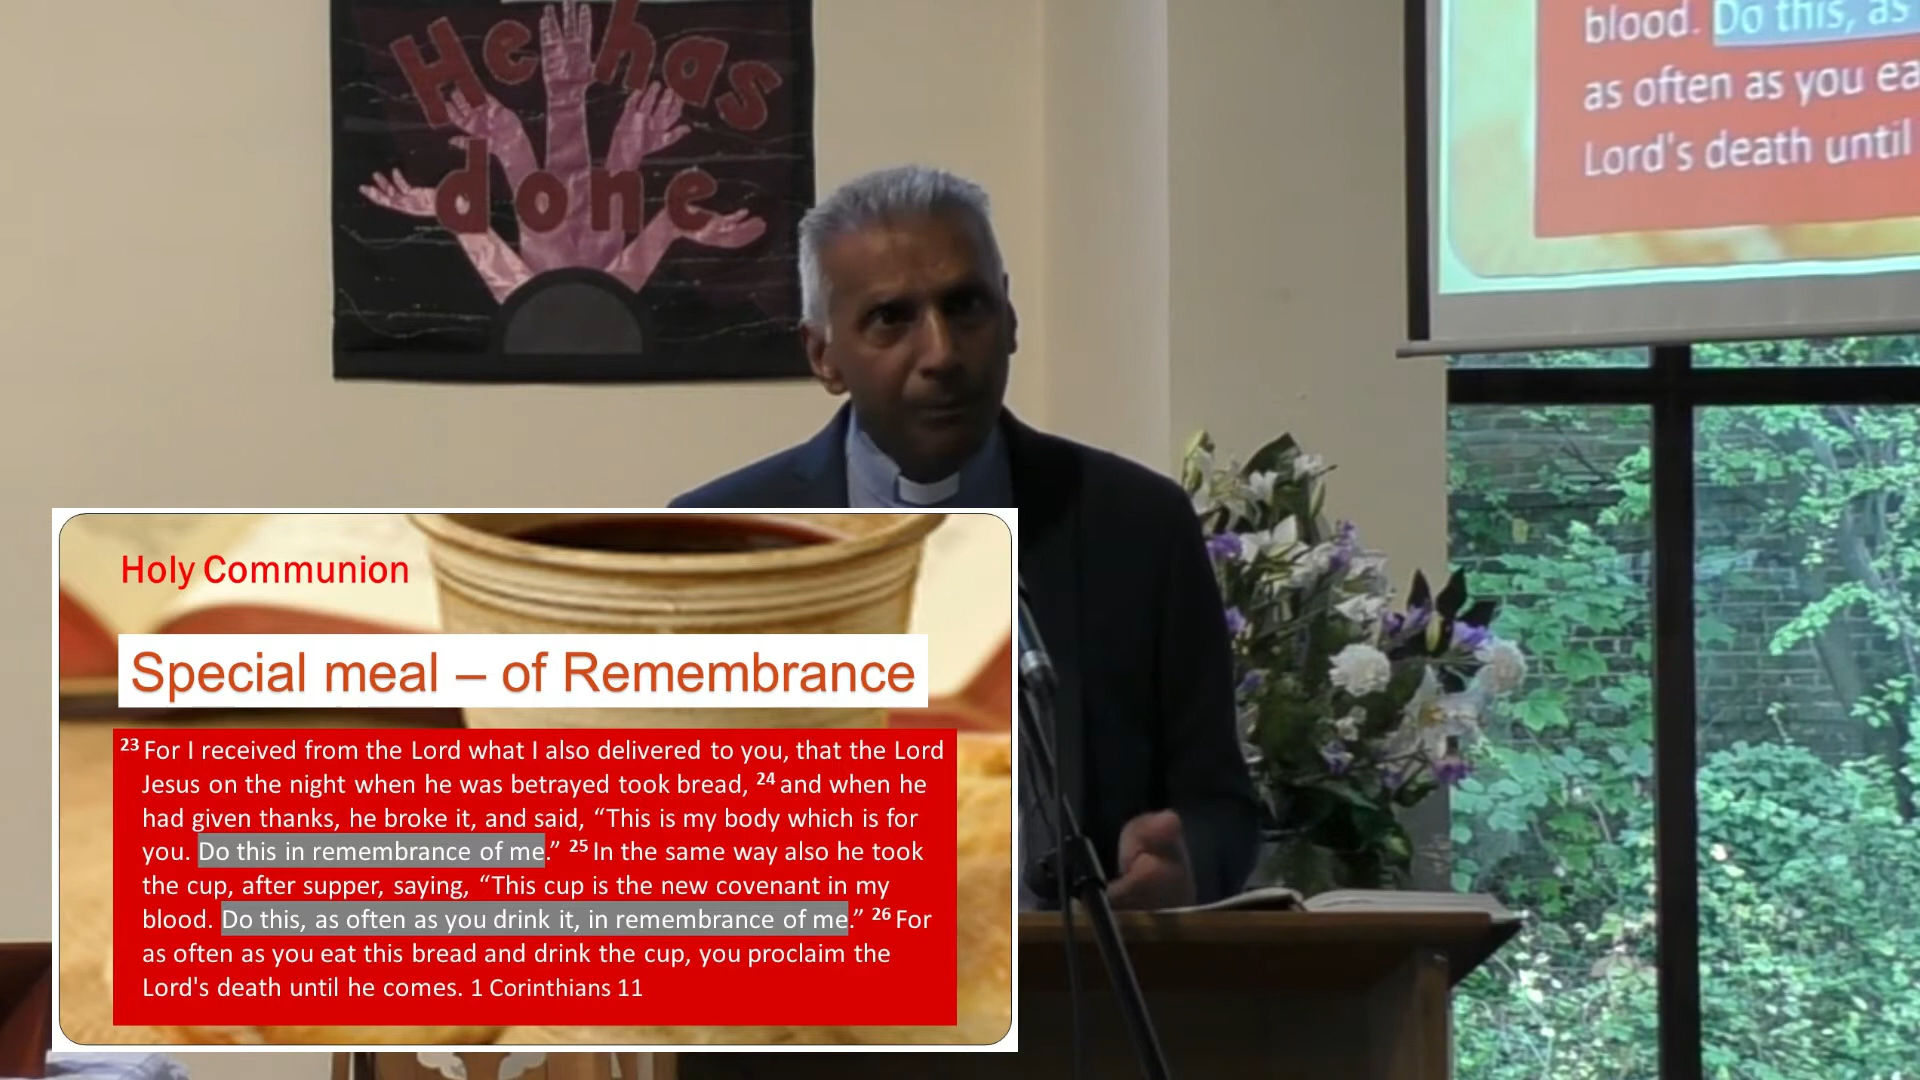 He has
done
blood. Do this, as
as often as you ea
Lord's death until
Holy Communion
Special meal – of Remembrance
23 For I received from the Lord what I also delivered to you, that the Lord
Jesus on the night when he was betrayed took bread, 24 and when he
had given thanks, he broke it, and said, “This is my body which is for
you. Do this in remembrance of me.” 25 In the same way also he took
the cup, after supper, saying, “This cup is the new covenant in my
blood. Do this, as often as you drink it, in remembrance of me.” 26 For
as often as you eat this bread and drink the cup, you proclaim the
Lord's death until he comes. 1 Corinthians 11